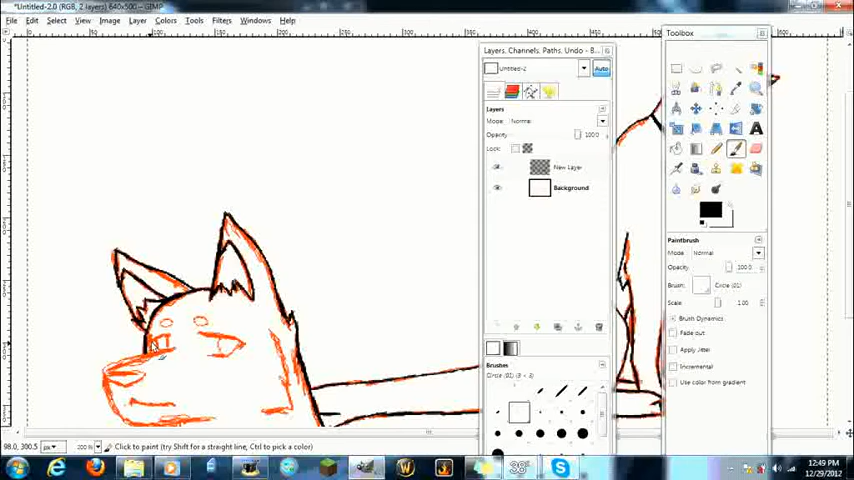 *Untitled-2.0 (RGB, 2 layers) 640x500 – GIMP
File Edit Select View Image Layer Colors Tools Filters Windows Help
Layers, Channels, Paths, Undo - B...
Untitled-2
Auto
Layers
Mode: Normal
Opacity: 100.0
Lock:
New Layer
Background
Brushes
Circle (01) (3 × 3)
Toolbox
Paintbrush
Mode: Normal
Opacity: 100.0
Brush: Circle (01)
Scale: 1.00
Brush Dynamics
Fade out
Apply Jitter
Incremental
Use color from gradient
98.0, 300.5 px 200 % Click to paint (try Shift for a straight line, Ctrl to pick a color)
38°
12:49 PM
12/29/2012